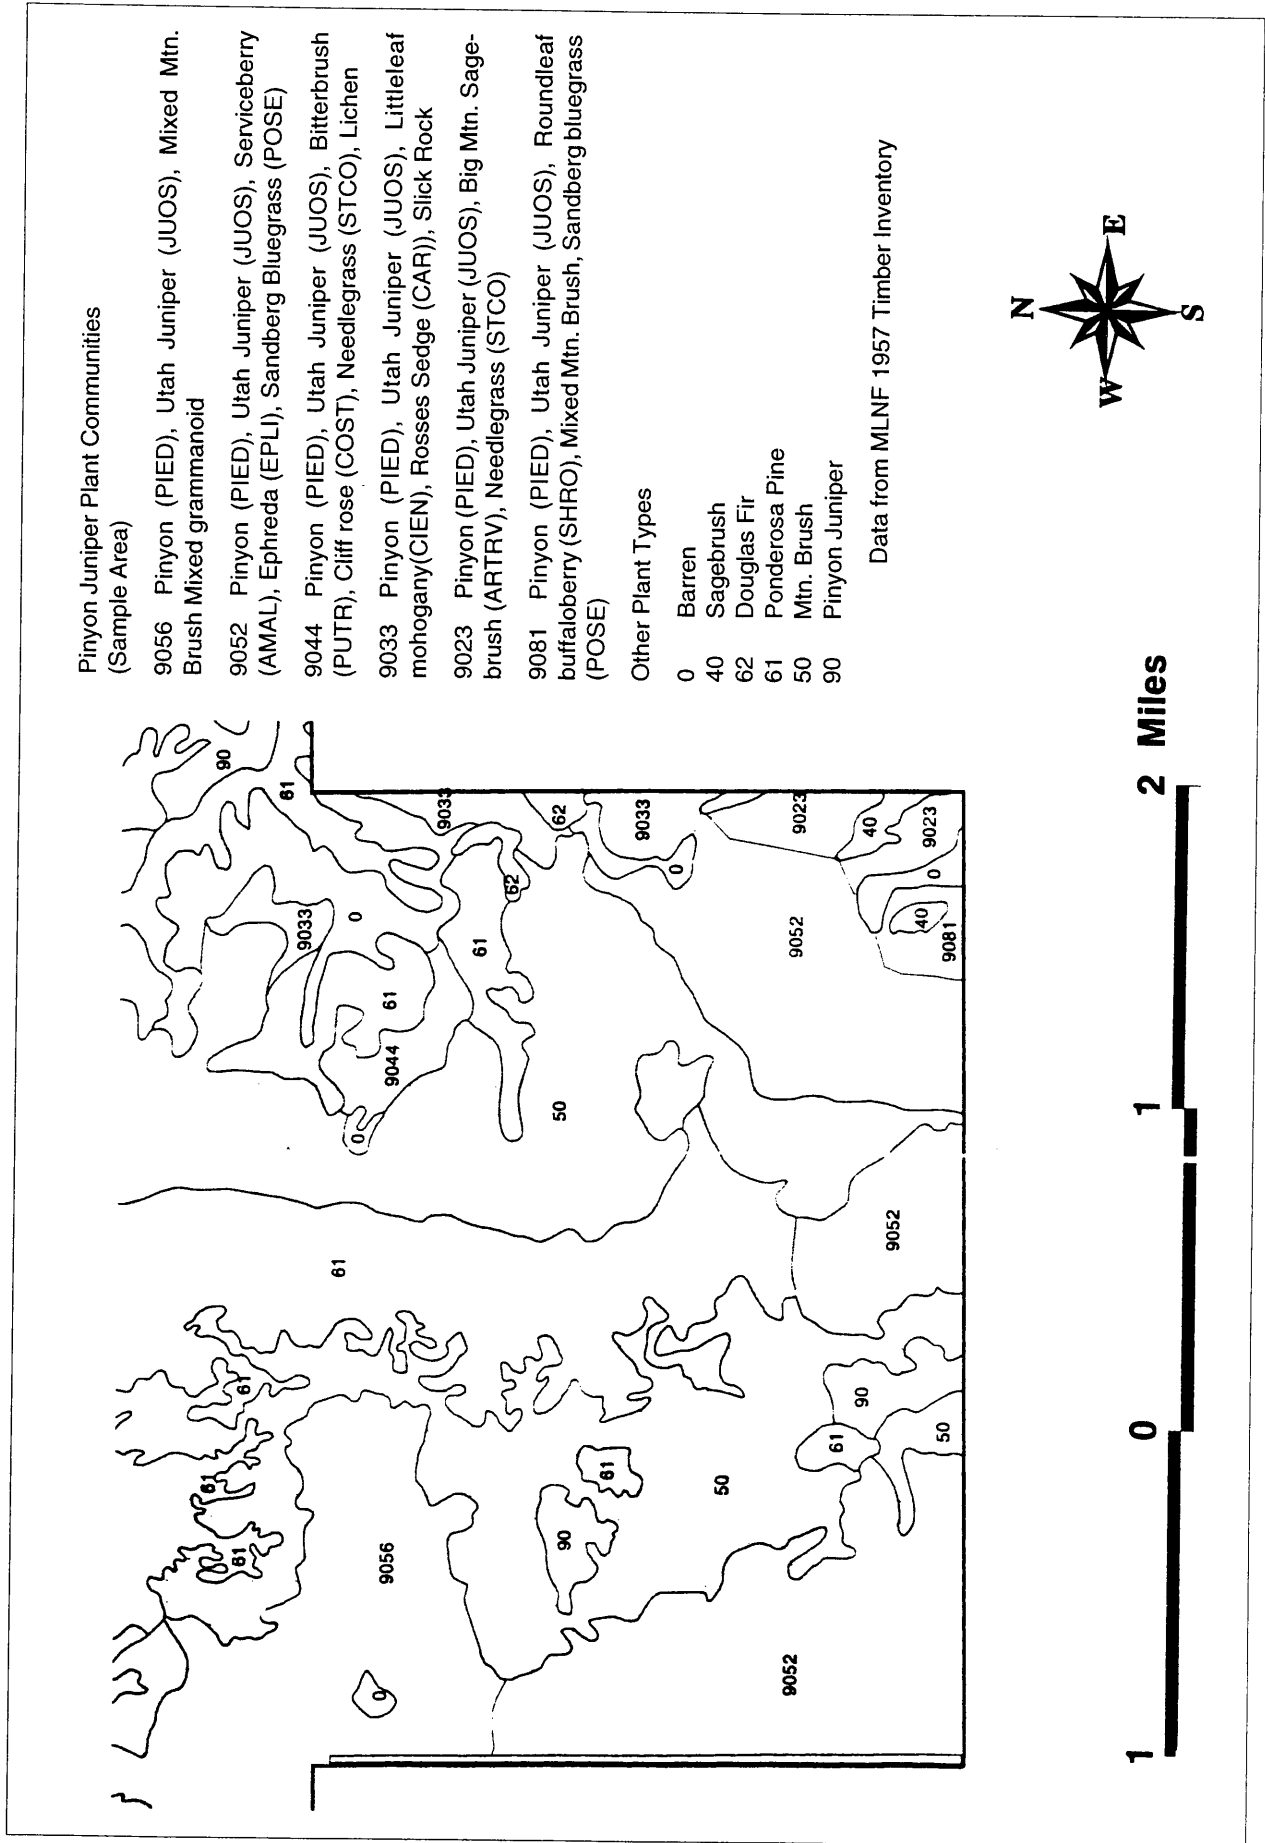 Pinyon Juniper Plant Communities
(Sample Area)
9056 Pinyon (PIED), Utah Juniper (JUOS), Mixed Mtn.
Brush Mixed grammanoid
9052 Pinyon (PIED), Utah Juniper (JUOS), Serviceberry
(AMAL), Ephreda (EPLI), Sandberg Bluegrass (POSE)
9044 Pinyon (PIED), Utah Juniper (JUOS), Bitterbrush
(PUTR), Cliff rose (COST), Needlegrass (STCO), Lichen
9033 Pinyon (PIED), Utah Juniper (JUOS), Littleleaf
mohogany(CIEN), Rosses Sedge (CAR)), Slick Rock
9023 Pinyon (PIED), Utah Juniper (JUOS), Big Mtn. Sage-
brush (ARTRV), Needlegrass (STCO)
9081 Pinyon (PIED), Utah Juniper (JUOS), Roundleaf
buffaloberry (SHRO), Mixed Mtn. Brush, Sandberg bluegrass
(POSE)
Other Plant Types
0 Barren
40 Sagebrush
62 Douglas Fir
61 Ponderosa Pine
50 Mtn. Brush
90 Pinyon Juniper
Data from MLNF 1957 Timber Inventory
N
W
E
S
90
61
61
61
61
9033
0
61
9033
61
9044
0
9056
0
61
62
62
50
90
61
9033
0
50
9052
9023
9052
61
90
40
9052
9023
0
40
9081
50
1
0
1
2 Miles